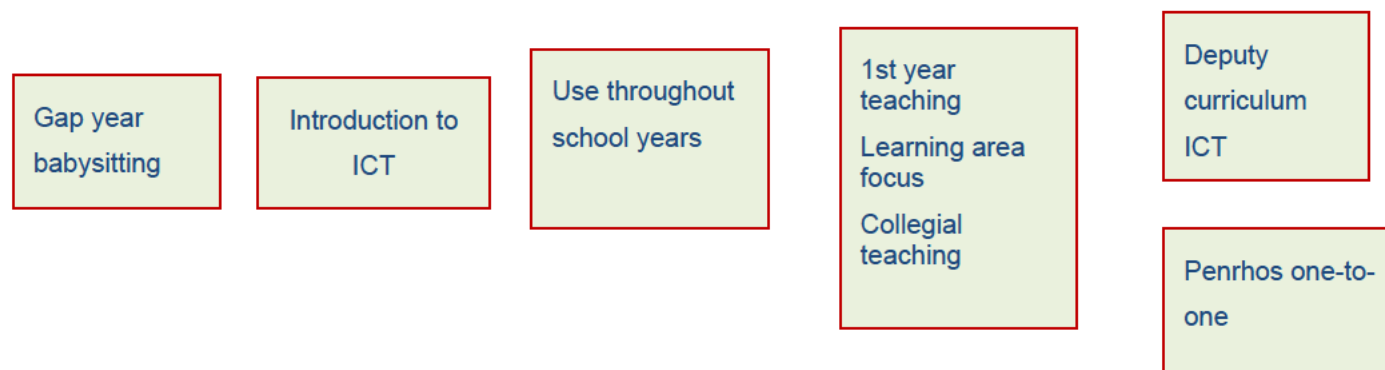 Gap year
babysitting
Introduction to
ICT
Use throughout
school years
1st year
teaching
Learning area
focus
Collegial
teaching
Deputy
curriculum
ICT
Penrhos one-to-
one